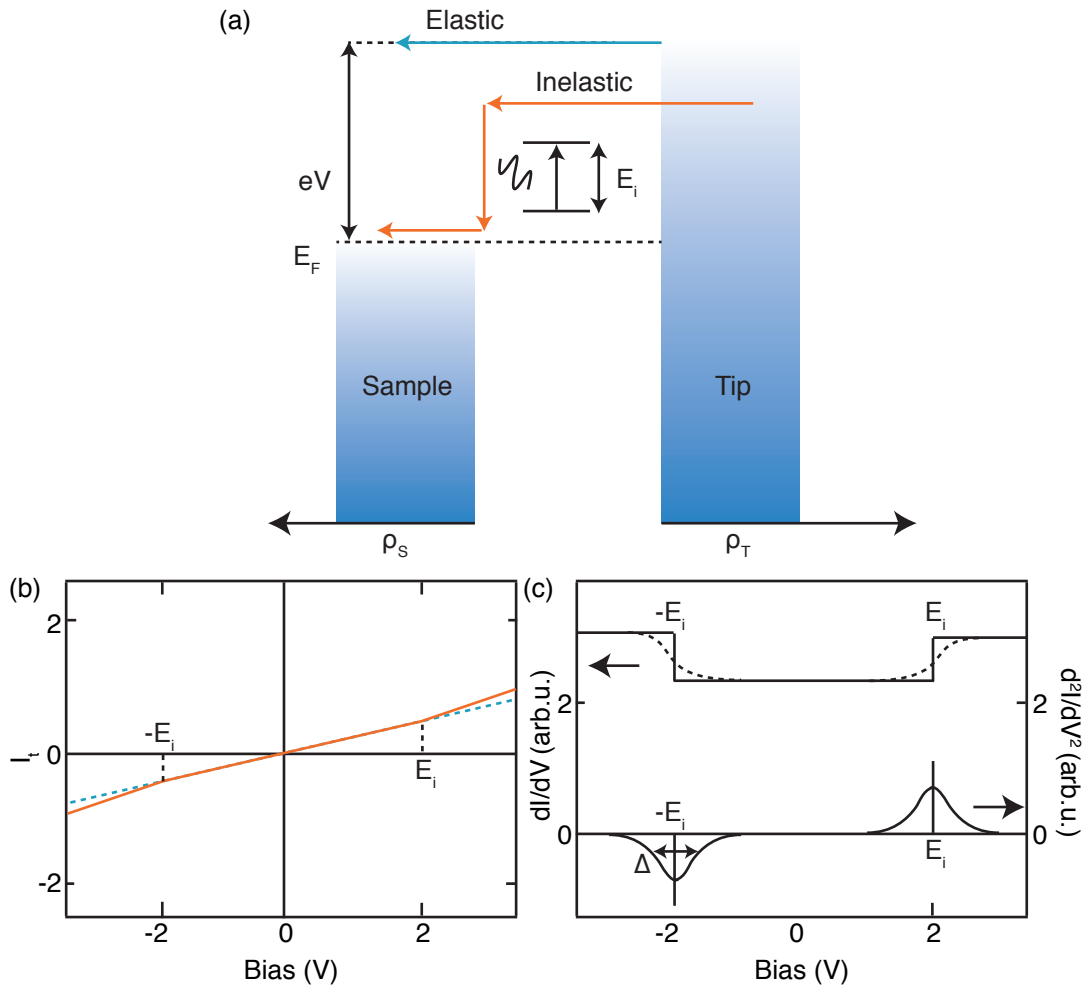 (a)
Elastic
Inelastic
eV
E_i
E_F
Sample
Tip
ρ_S
ρ_T
(b)
2
-E_i
I_t
0
E_i
-2
-2
0
2
Bias (V)
(c)
-E_i
E_i
dI/dV (arb.u.)
2
2
d²I/dV² (arb.u.)
-E_i
0
0
Δ
E_i
-2
0
2
Bias (V)